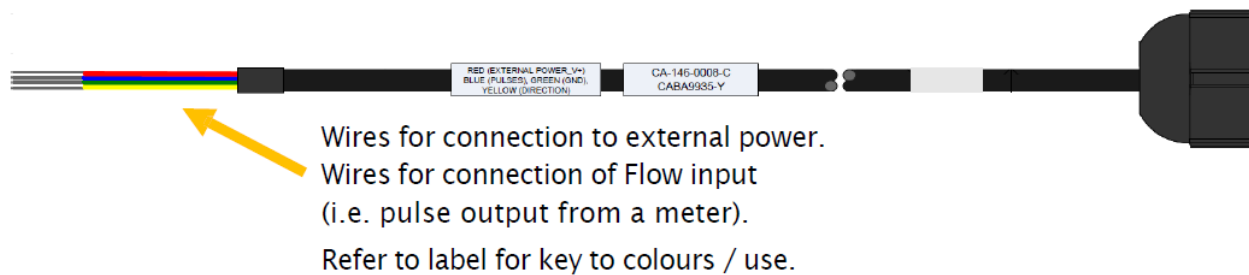 RED (EXTERNAL POWER_V+)
BLUE (PULSES), GREEN (GND),
YELLOW (DIRECTION)
CA-146-0008-C
CABA9935-Y
Wires for connection to external power.
Wires for connection of Flow input
(i.e. pulse output from a meter).
Refer to label for key to colours / use.